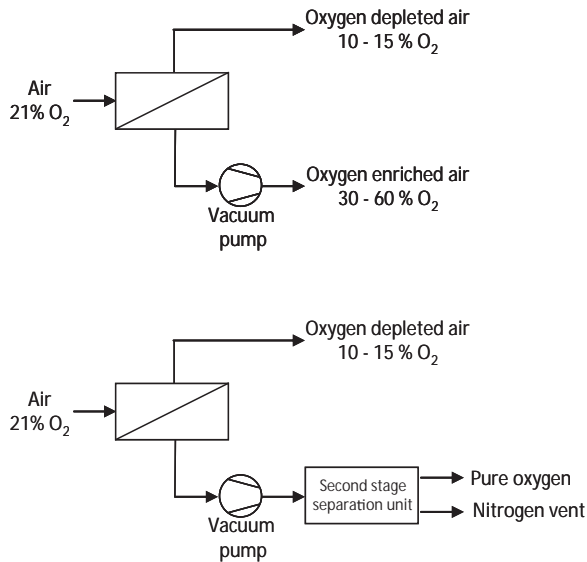 Oxygen depleted air
10 - 15 % O₂
Air
21% O₂
Oxygen enriched air
30 - 60 % O₂
Vacuum
pump
Oxygen depleted air
10 - 15 % O₂
Air
21% O₂
Second stage
separation unit
Pure oxygen
Nitrogen vent
Vacuum
pump